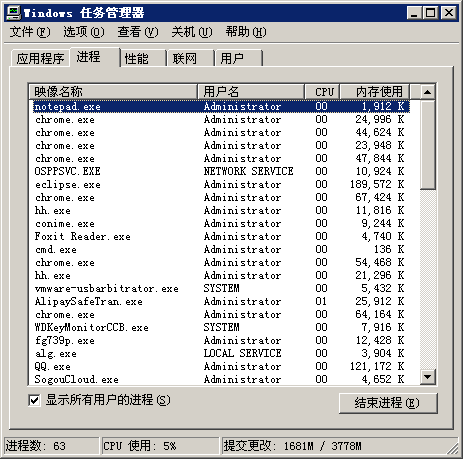 Windows 任务管理器
文件(F) 选项(O) 查看(V) 关机(U) 帮助(H)
应用程序 进程 性能 联网 用户
映像名称 用户名 CPU 内存使用
notepad.exe Administrator 00 1,912 K
chrome.exe Administrator 00 24,996 K
chrome.exe Administrator 00 44,624 K
chrome.exe Administrator 00 23,948 K
chrome.exe Administrator 00 47,844 K
OSPPSVC.EXE NETWORK SERVICE 00 10,924 K
eclipse.exe Administrator 00 189,572 K
chrome.exe Administrator 00 67,424 K
hh.exe Administrator 00 11,816 K
conime.exe Administrator 00 9,244 K
Foxit Reader.exe Administrator 00 4,740 K
cmd.exe Administrator 00 136 K
chrome.exe Administrator 00 54,468 K
hh.exe Administrator 00 21,296 K
vmware-usbarbitrator.exe SYSTEM 00 5,432 K
AlipaySafeTran.exe Administrator 01 25,912 K
chrome.exe Administrator 00 64,164 K
WDKeyMonitorCCB.exe SYSTEM 00 7,916 K
fg739p.exe Administrator 00 12,428 K
alg.exe LOCAL SERVICE 00 3,904 K
QQ.exe Administrator 00 121,172 K
SogouCloud.exe Administrator 00 4,652 K
显示所有用户的进程(S) 结束进程(E)
进程数: 63 CPU 使用: 5% 提交更改: 1681M / 3778M